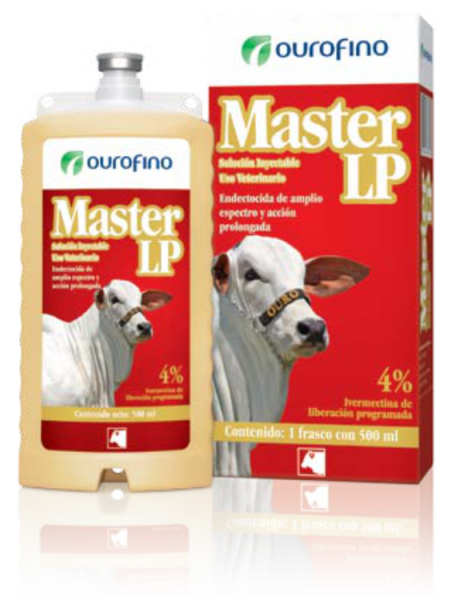 ourofino
Master
LP
Solución Inyectable
Uso Veterinario
Endectocida de
amplio
espectro y acción
prolongada
4%
Ivermectina de
liberación programada
Contenido neto: 500 ml
ourofino
Master
LP
Solución Inyectable
Uso Veterinario
Endectocida de amplio
espectro y acción
prolongada
OURO
4%
Ivermectina de
liberación programada
Contenido: 1 frasco con 500 ml
Master